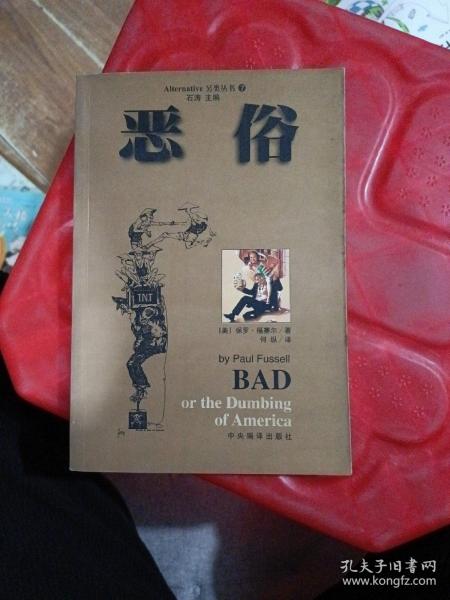 Alternative 另类丛书 7
石涛 主编
恶 俗
TNT
[美] 保罗·福赛尔/著
何纵/译
by Paul Fussell
BAD
or the Dumbing
of America
中央编译出版社
孔夫子旧书网
www.kongfz.com